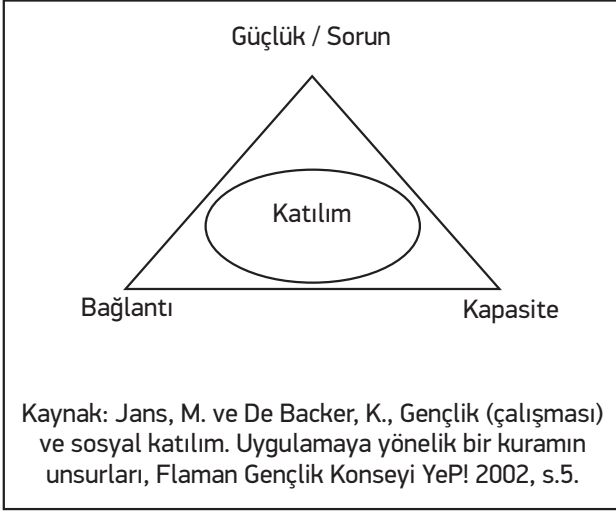 Güçlük / Sorun
Katılım
Bağlantı
Kapasite
Kaynak: Jans, M. ve De Backer, K., Gençlik (çalışması)
ve sosyal katılım. Uygulamaya yönelik bir kuramın
unsurları, Flaman Gençlik Konseyi YeP! 2002, s.5.